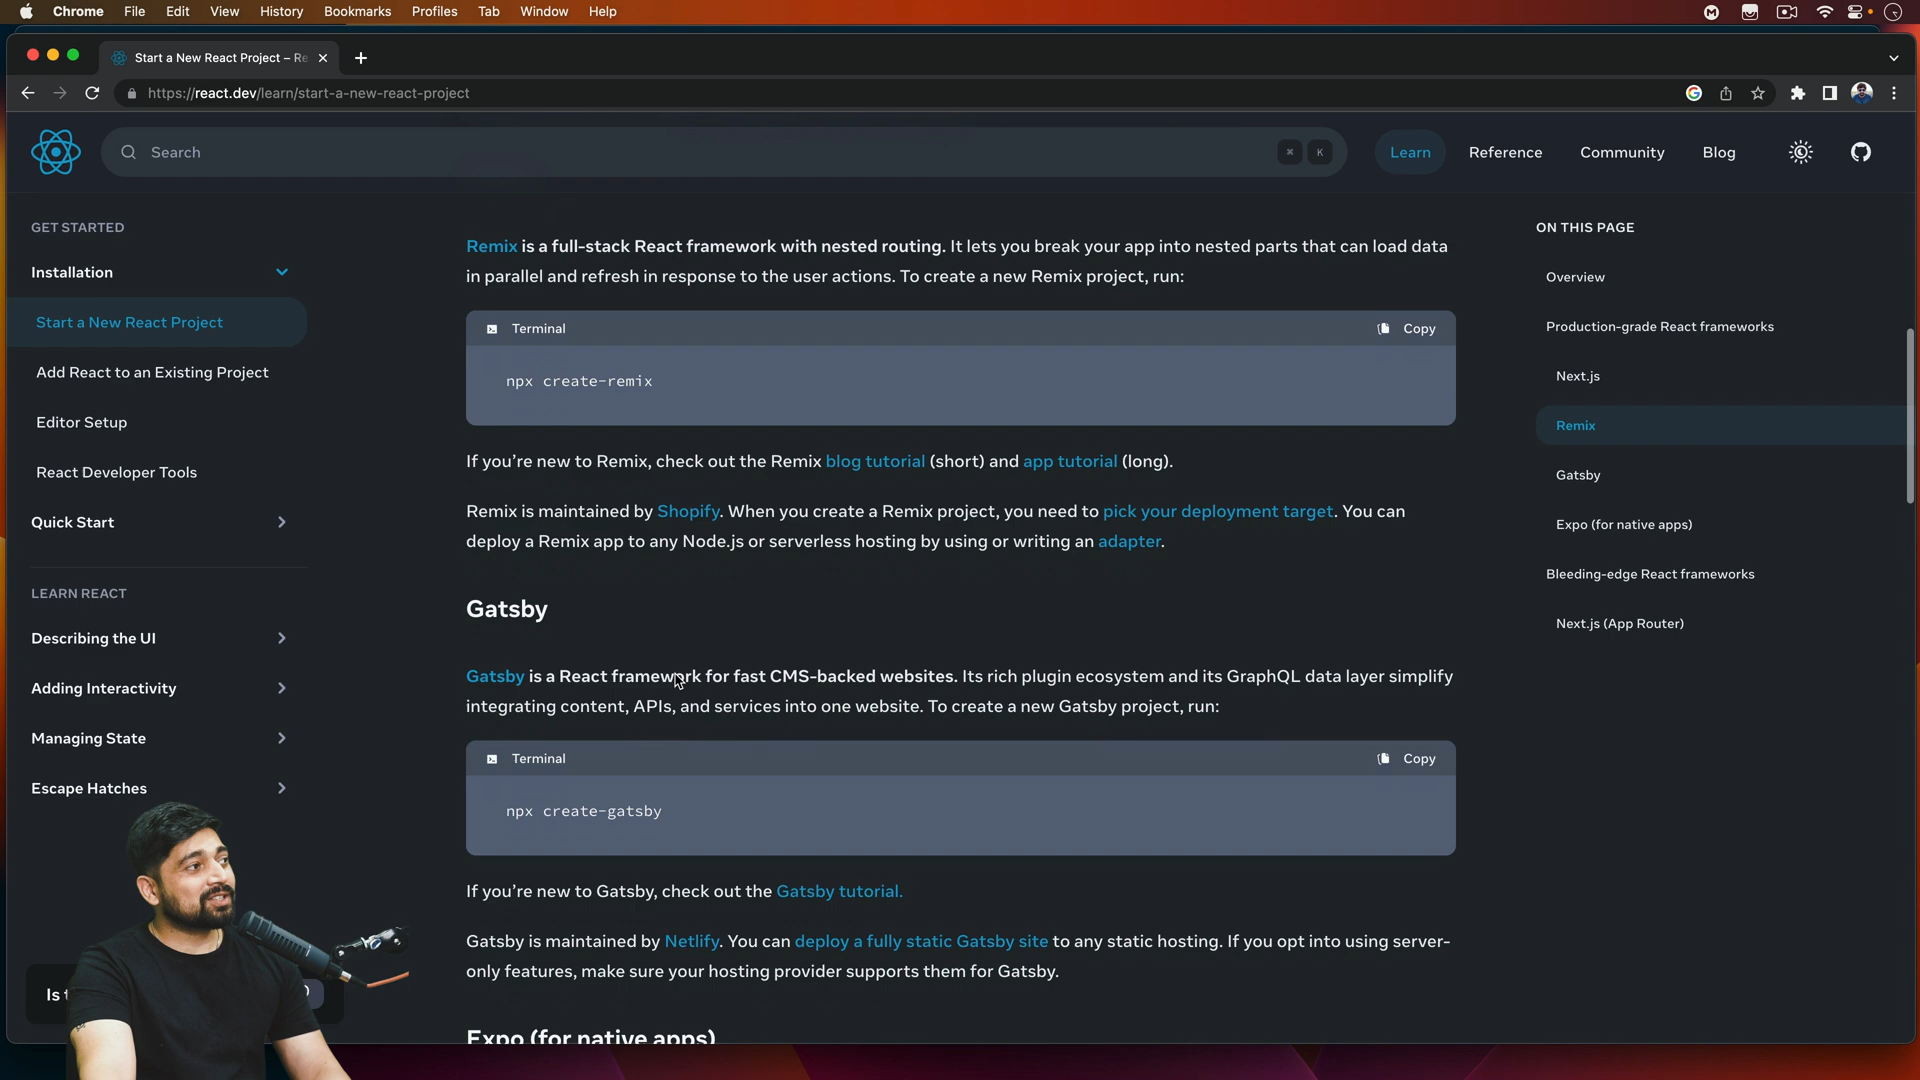 Chrome File Edit View History Bookmarks Profiles Tab Window Help
Start a New React Project – Re
https://react.dev/learn/start-a-new-react-project
Search
⌘ K
Learn Reference Community Blog
GET STARTED
Installation
Start a New React Project
Add React to an Existing Project
Editor Setup
React Developer Tools
Quick Start
LEARN REACT
Describing the UI
Adding Interactivity
Managing State
Escape Hatches
Remix is a full-stack React framework with nested routing. It lets you break your app into nested parts that can load data
in parallel and refresh in response to the user actions. To create a new Remix project, run:
Terminal Copy
npx create-remix
If you’re new to Remix, check out the Remix blog tutorial (short) and app tutorial (long).
Remix is maintained by Shopify. When you create a Remix project, you need to pick your deployment target. You can
deploy a Remix app to any Node.js or serverless hosting by using or writing an adapter.
Gatsby
Gatsby is a React framework for fast CMS-backed websites. Its rich plugin ecosystem and its GraphQL data layer simplify
integrating content, APIs, and services into one website. To create a new Gatsby project, run:
Terminal Copy
npx create-gatsby
If you’re new to Gatsby, check out the Gatsby tutorial.
Gatsby is maintained by Netlify. You can deploy a fully static Gatsby site to any static hosting. If you opt into using server-
only features, make sure your hosting provider supports them for Gatsby.
Expo (for native apps)
ON THIS PAGE
Overview
Production-grade React frameworks
Next.js
Remix
Gatsby
Expo (for native apps)
Bleeding-edge React frameworks
Next.js (App Router)
Is